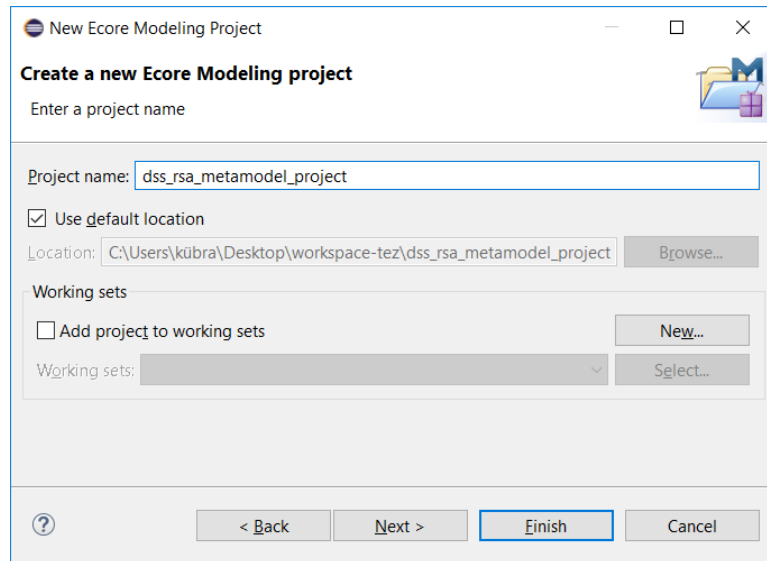 New Ecore Modeling Project
Create a new Ecore Modeling project
Enter a project name
Project name: dss_rsa_metamodel_project
Use default location
Location: C:\Users\kübra\Desktop\workspace-tez\dss_rsa_metamodel_project Browse...
Working sets
Add project to working sets New...
Working sets: Select...
? < Back Next > Finish Cancel